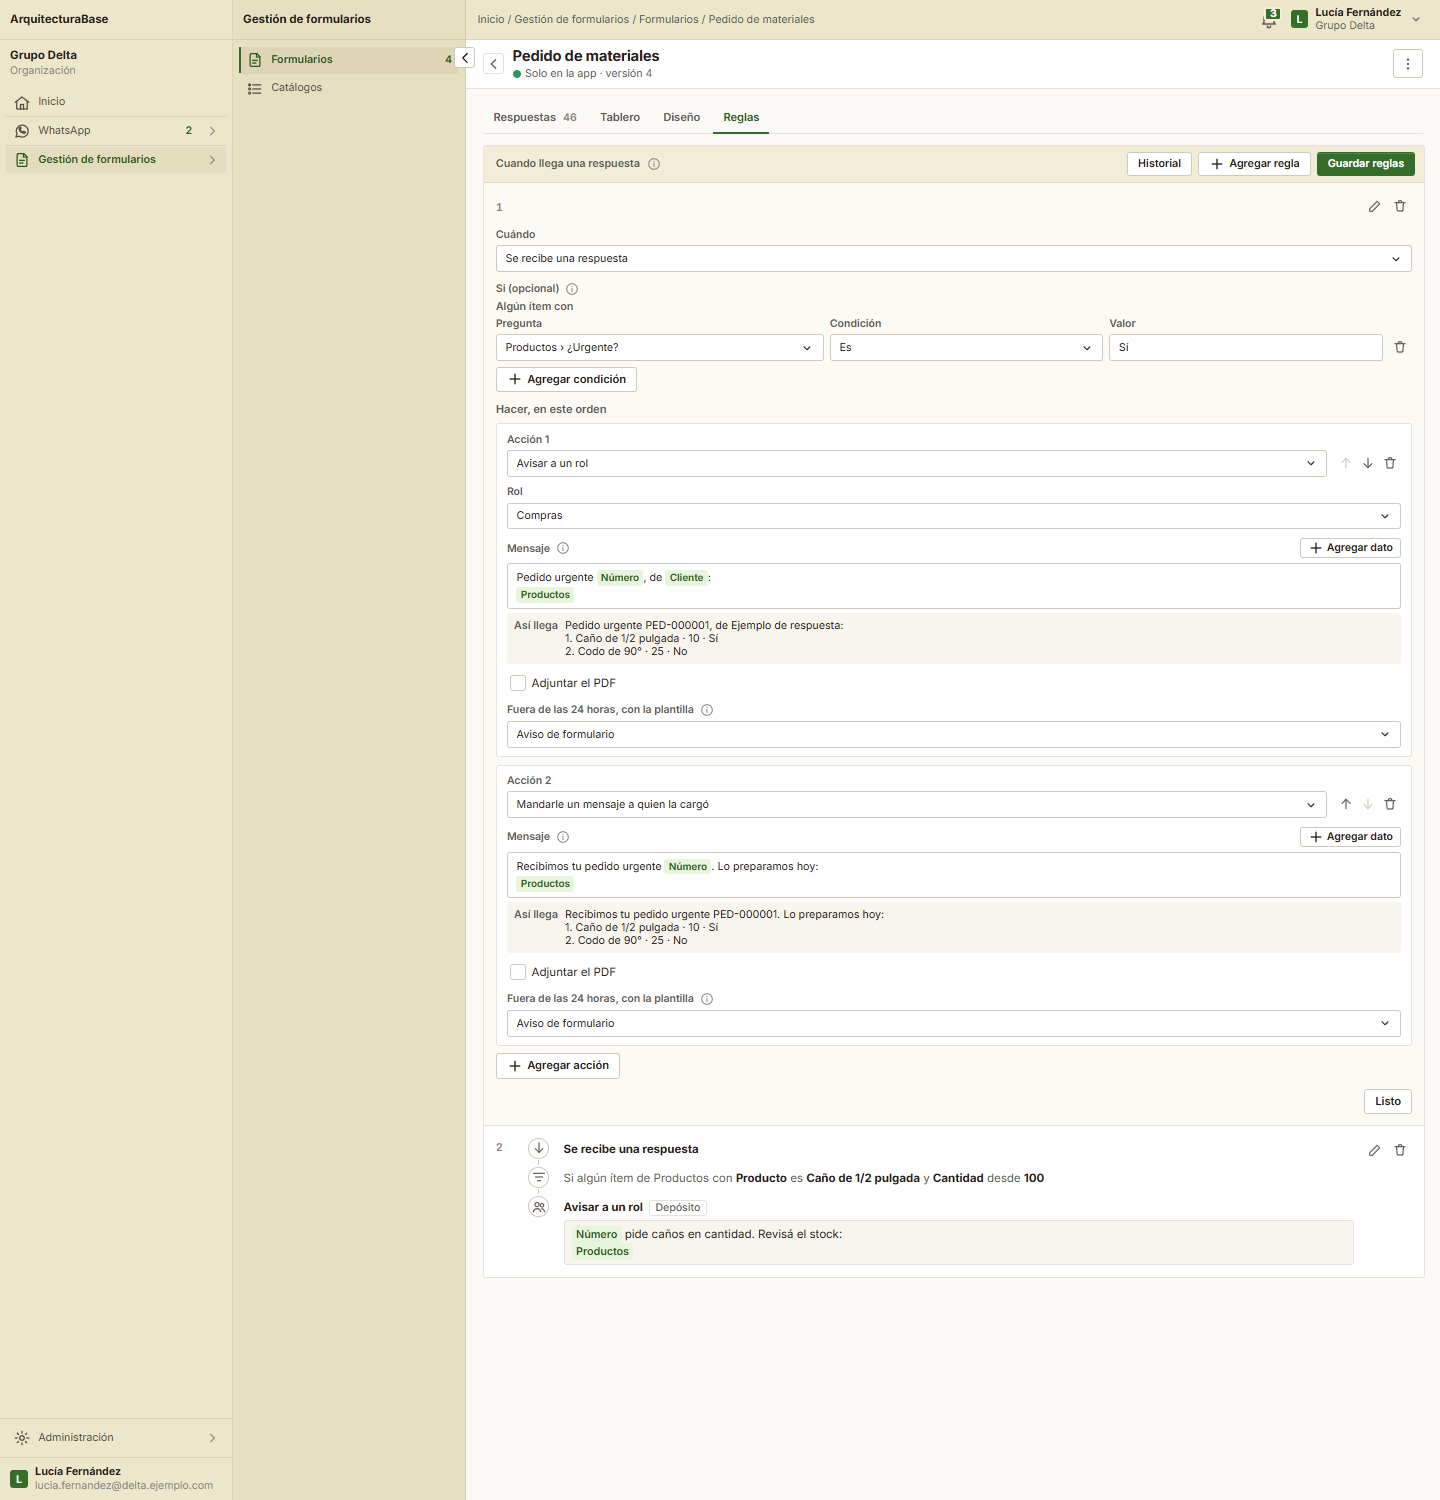 ArquitecturaBase
Grupo Delta
Organización
Inicio
WhatsApp 2
Gestión de formularios
Administración
L Lucía Fernández
lucia.fernandez@delta.ejemplo.com
Gestión de formularios
Formularios 4
Catálogos
Inicio / Gestión de formularios / Formularios / Pedido de materiales
3
L Lucía Fernández
Grupo Delta
Pedido de materiales
Solo en la app · versión 4
Respuestas 46 Tablero Diseño Reglas
Cuando llega una respuesta Historial Agregar regla Guardar reglas
1
Cuándo
Se recibe una respuesta
Si (opcional)
Algún ítem con
Pregunta Condición Valor
Productos › ¿Urgente? Es Sí
Agregar condición
Hacer, en este orden
Acción 1
Avisar a un rol
Rol
Compras
Mensaje Agregar dato
Pedido urgente Número, de Cliente:
Productos
Así llega Pedido urgente PED-000001, de Ejemplo de respuesta:
1. Caño de 1/2 pulgada · 10 · Sí
2. Codo de 90° · 25 · No
Adjuntar el PDF
Fuera de las 24 horas, con la plantilla
Aviso de formulario
Acción 2
Mandarle un mensaje a quien la cargó
Mensaje Agregar dato
Recibimos tu pedido urgente Número. Lo preparamos hoy:
Productos
Así llega Recibimos tu pedido urgente PED-000001. Lo preparamos hoy:
1. Caño de 1/2 pulgada · 10 · Sí
2. Codo de 90° · 25 · No
Adjuntar el PDF
Fuera de las 24 horas, con la plantilla
Aviso de formulario
Agregar acción
Listo
2 Se recibe una respuesta
Si algún ítem de Productos con Producto es Caño de 1/2 pulgada y Cantidad desde 100
Avisar a un rol Depósito
Número pide caños en cantidad. Revisá el stock:
Productos